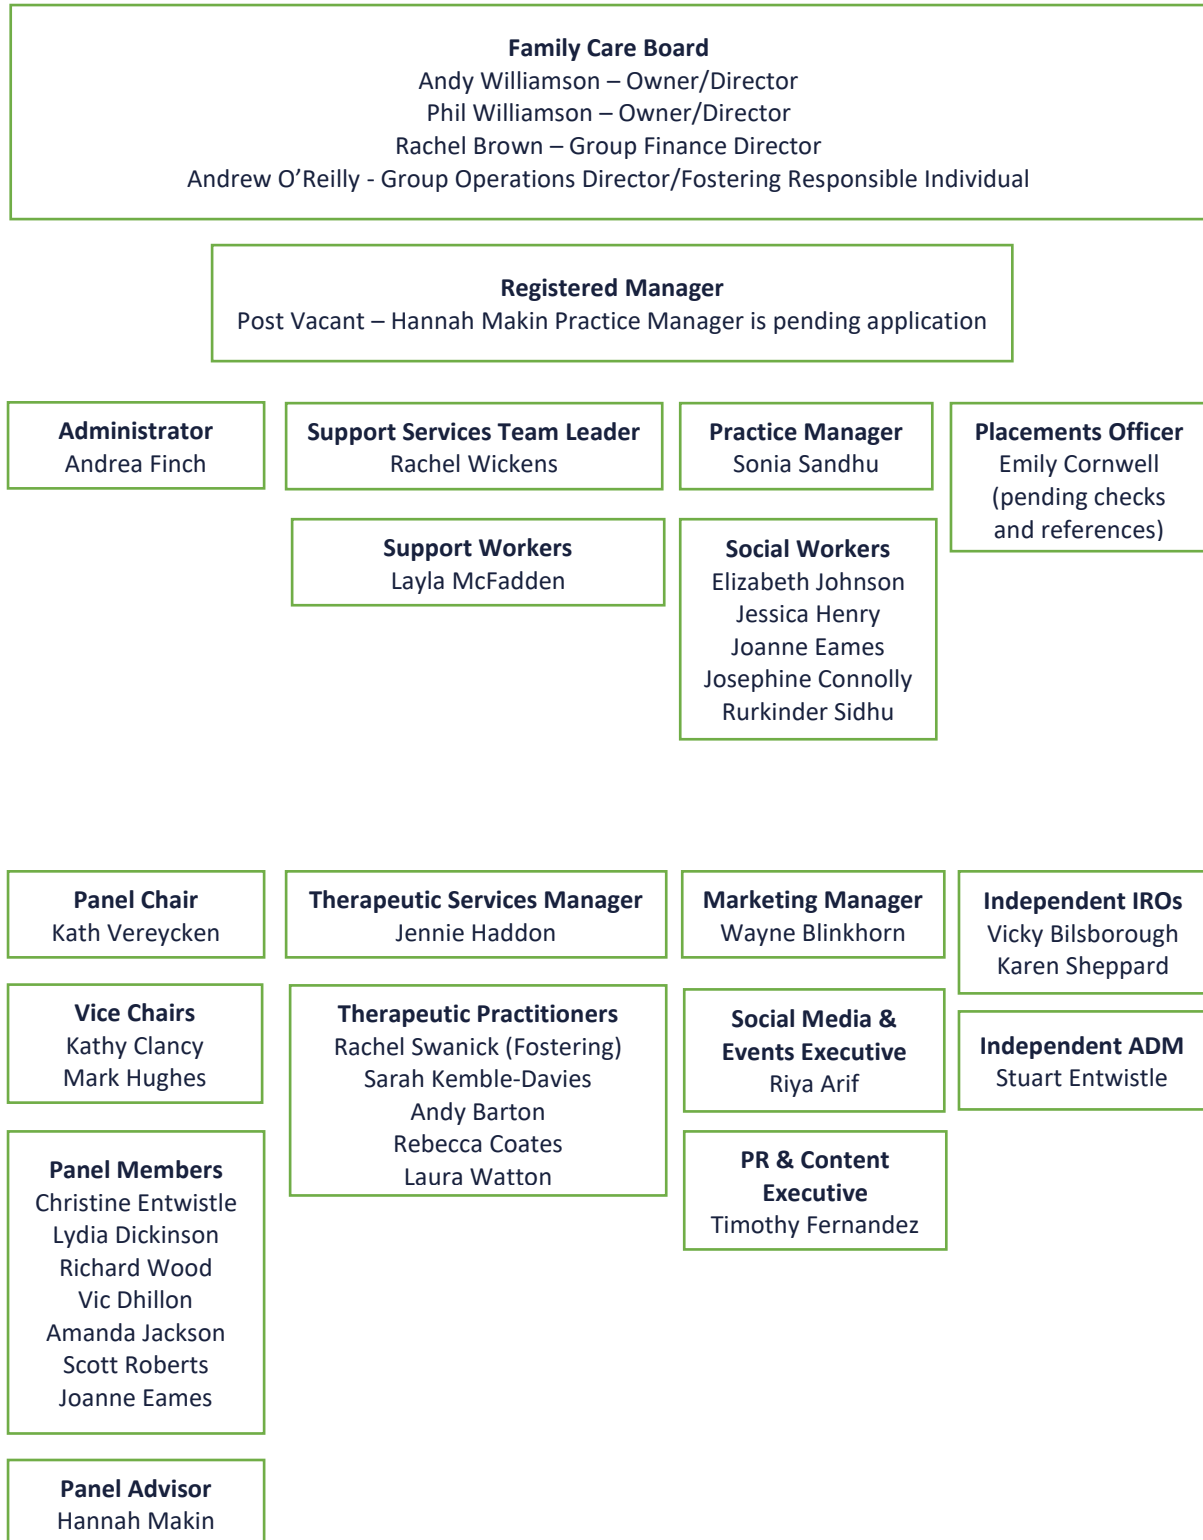 Family Care Board
Andy Williamson – Owner/Director
Phil Williamson – Owner/Director
Rachel Brown – Group Finance Director
Andrew O’Reilly - Group Operations Director/Fostering Responsible Individual
Registered Manager
Post Vacant – Hannah Makin Practice Manager is pending application
Administrator
Andrea Finch
Support Services Team Leader
Rachel Wickens
Practice Manager
Sonia Sandhu
Placements Officer
Emily Cornwell
(pending checks
and references)
Support Workers
Layla McFadden
Social Workers
Elizabeth Johnson
Jessica Henry
Joanne Eames
Josephine Connolly
Rurkinder Sidhu
Panel Chair
Kath Vereycken
Therapeutic Services Manager
Jennie Haddon
Marketing Manager
Wayne Blinkhorn
Independent IROs
Vicky Bilsborough
Karen Sheppard
Vice Chairs
Kathy Clancy
Mark Hughes
Therapeutic Practitioners
Rachel Swanick (Fostering)
Sarah Kemble-Davies
Andy Barton
Rebecca Coates
Laura Watton
Social Media &
Events Executive
Riya Arif
Independent ADM
Stuart Entwistle
Panel Members
Christine Entwistle
Lydia Dickinson
Richard Wood
Vic Dhillon
Amanda Jackson
Scott Roberts
Joanne Eames
PR & Content
Executive
Timothy Fernandez
Panel Advisor
Hannah Makin